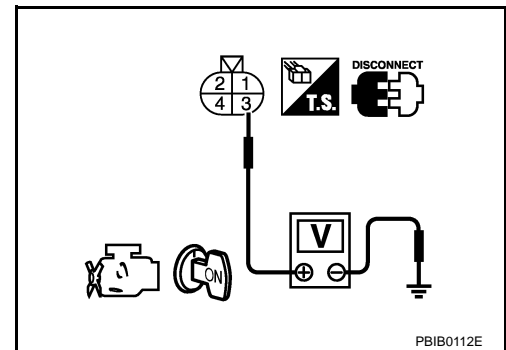 DISCONNECT
2 1
4 3
T.S.
V
+ −
ON
PBIB0112E